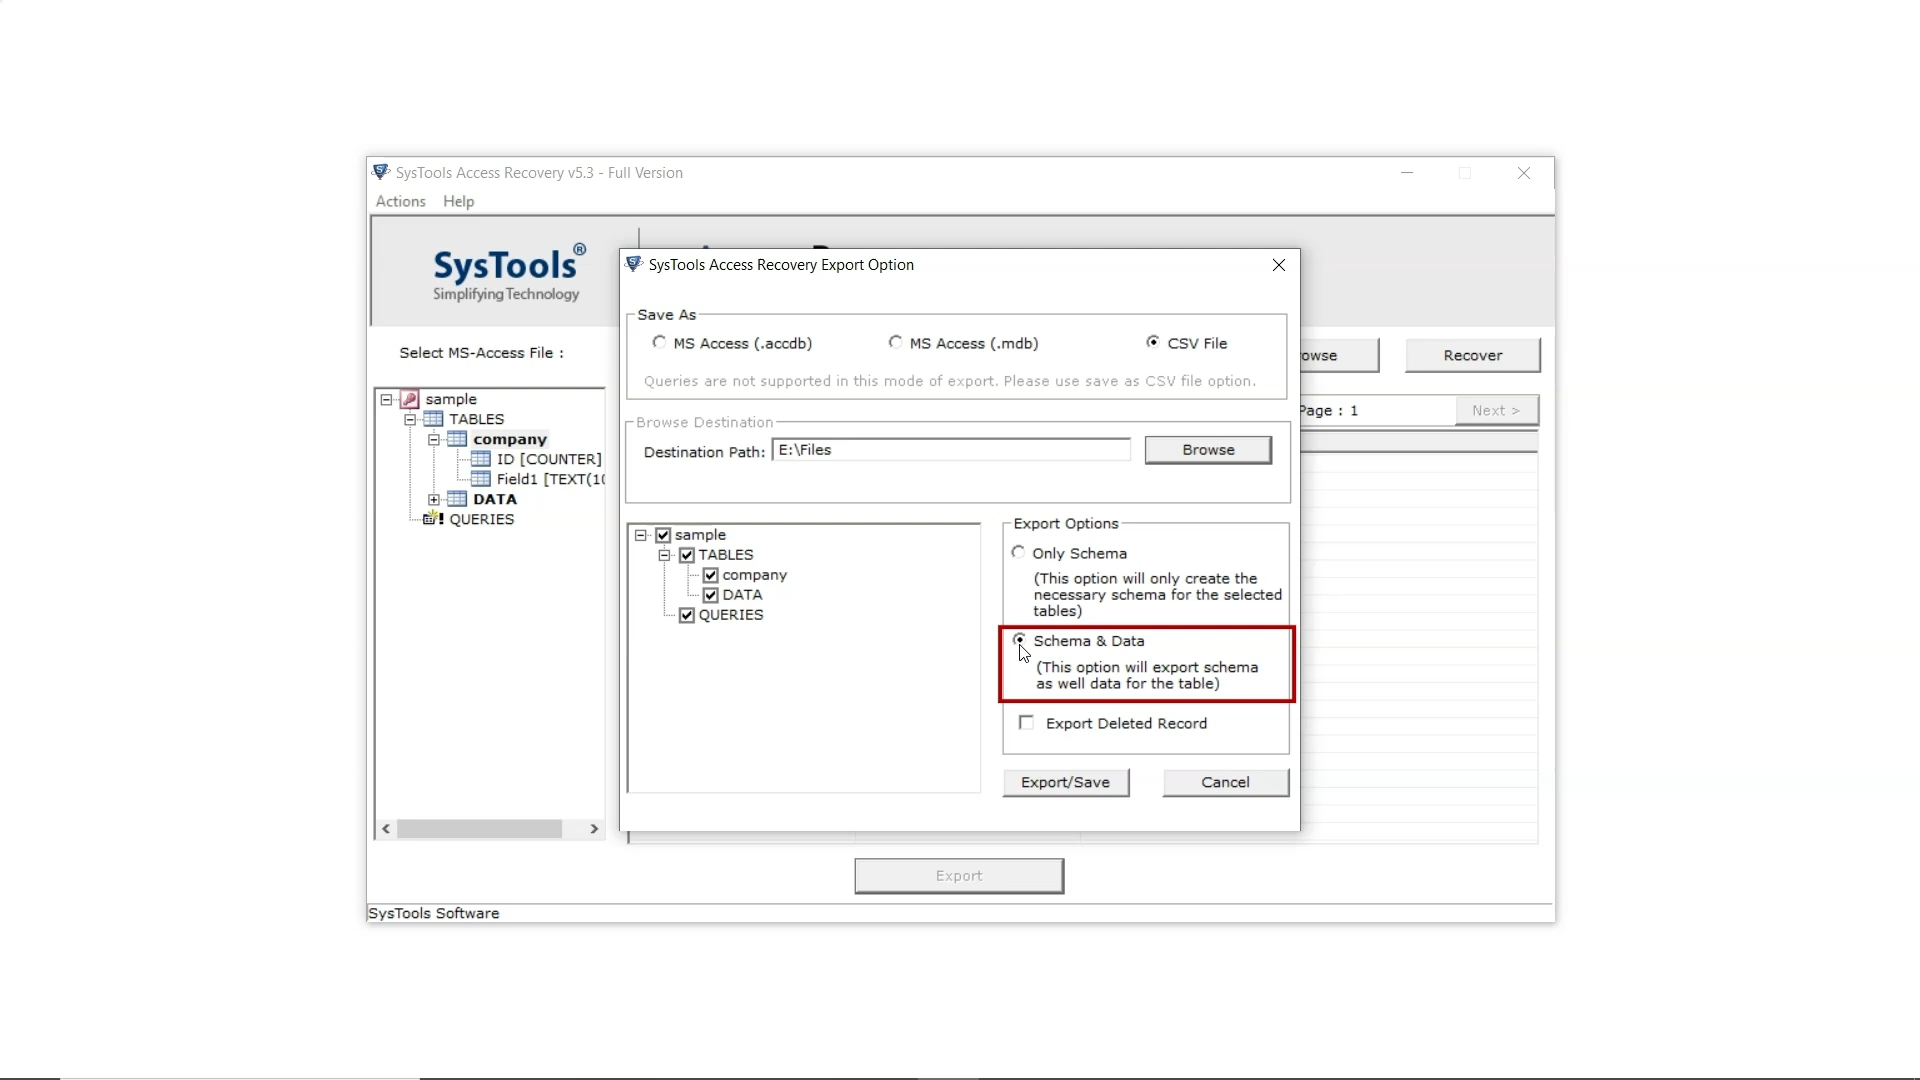 SysTools Access Recovery v5.3 - Full Version
Actions Help
SysTools®
Simplifying Technology
SysTools Access Recovery Export Option
Save As
MS Access (.accdb) MS Access (.mdb) CSV File
Queries are not supported in this mode of export. Please use save as CSV file option.
Select MS-Access File :
owse Recover
Page : 1 Next >
sample
TABLES
company
ID [COUNTER]
Field1 [TEXT(10
DATA
QUERIES
Browse Destination
Destination Path: E:\Files Browse
sample
TABLES
company
DATA
QUERIES
Export Options
Only Schema
(This option will only create the
necessary schema for the selected
tables)
Schema & Data
(This option will export schema
as well data for the table)
Export Deleted Record
Export/Save Cancel
Export
SysTools Software